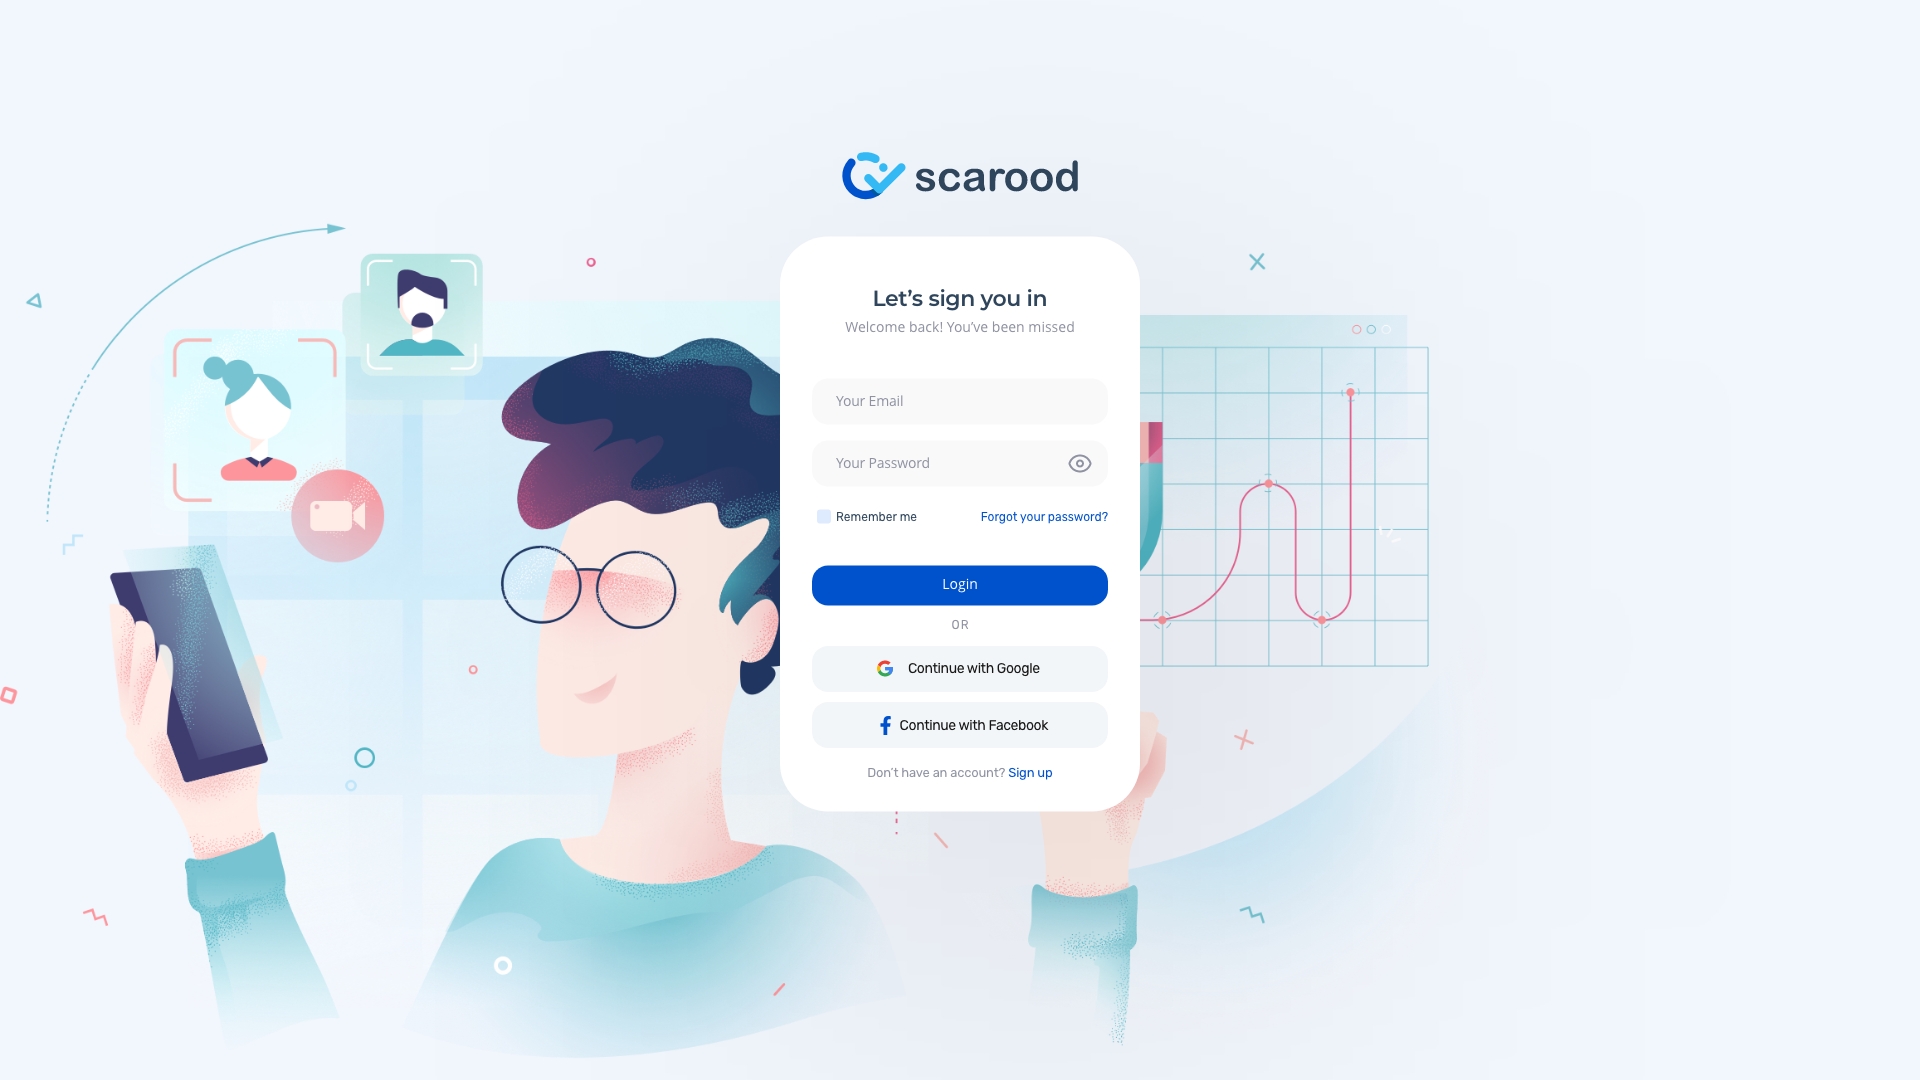 scarood
Let's sign you in
Welcome back! You've been missed
Your Email
Your Password
Remember me
Forgot your password?
Login
OR
Continue with Google
Continue with Facebook
Don't have an account? Sign up